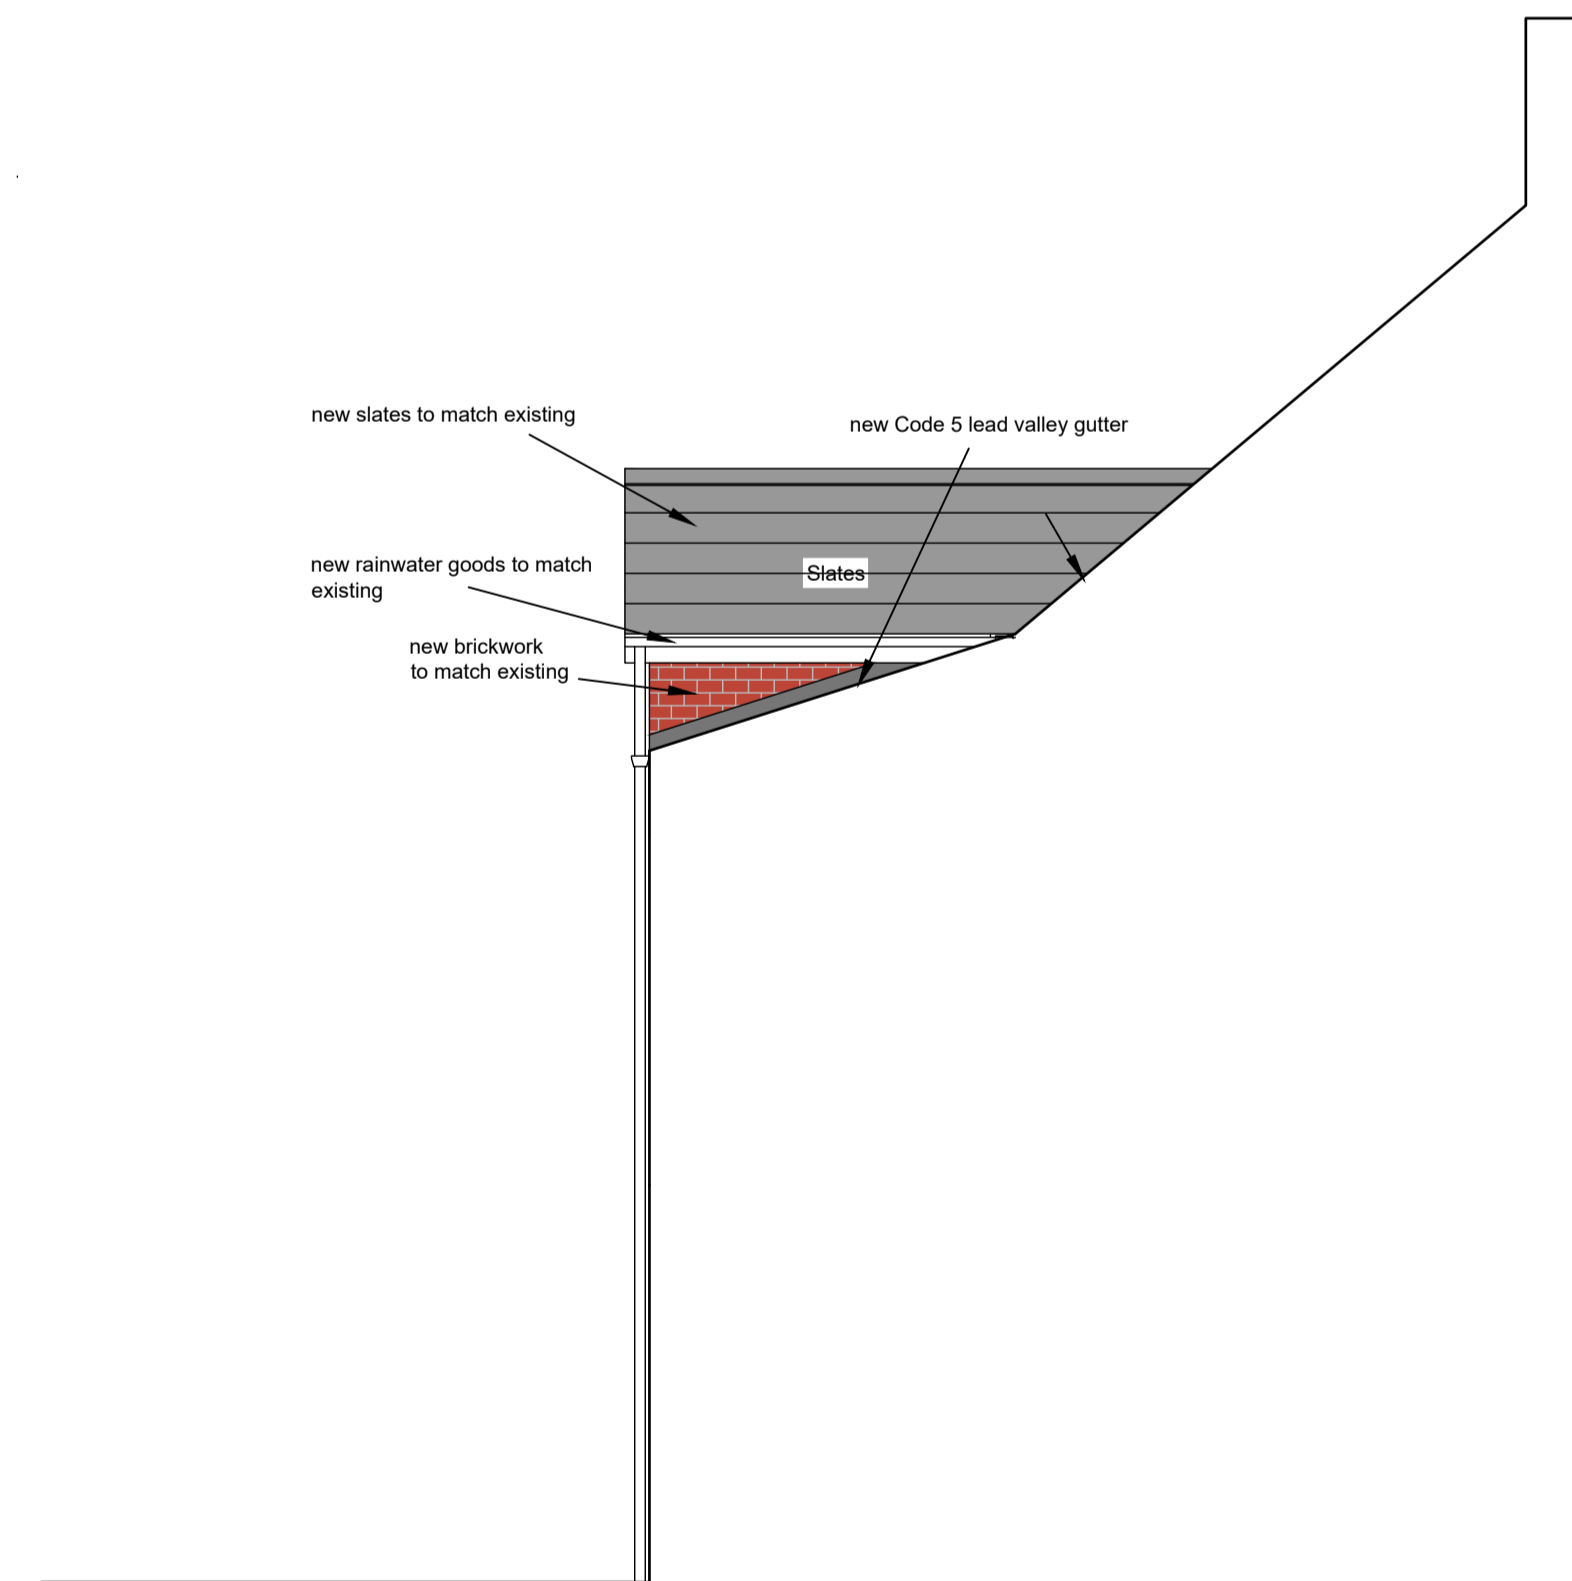 new slates to match existing
new Code 5 lead valley gutter
new rainwater goods to match
existing
Slates
new brickwork
to match existing